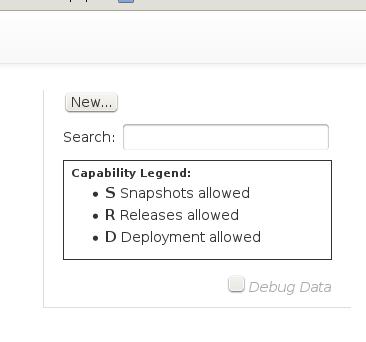 New...
Search:
Capability Legend:
• S Snapshots allowed
• R Releases allowed
• D Deployment allowed
Debug Data